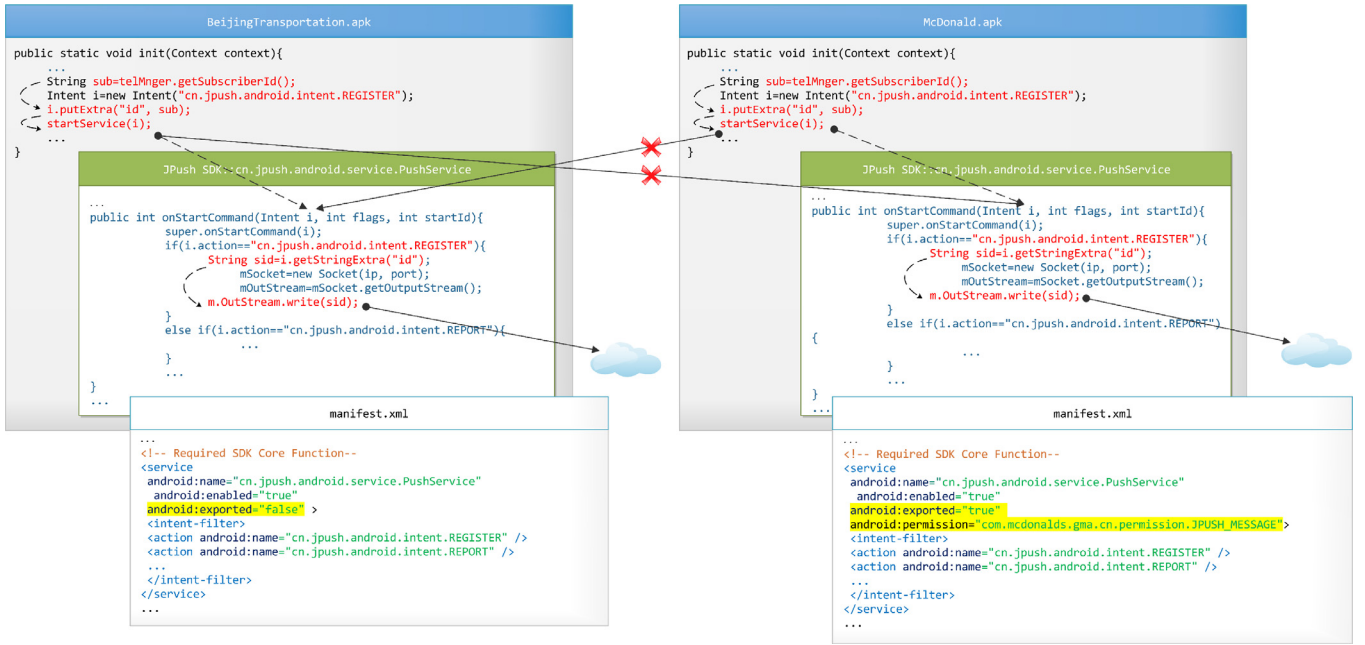 BeijingTransportation.apk
public static void init(Context context){
...
String sub=telMnger.getSubscriberId();
Intent i=new Intent("cn.jpush.android.intent.REGISTER");
i.putExtra("id", sub);
startService(i);
...
}
JPush SDK::cn.jpush.android.service.PushService
...
public int onStartCommand(Intent i, int flags, int startId){
super.onStartCommand(i);
if(i.action=="cn.jpush.android.intent.REGISTER"){
String sid=i.getStringExtra("id");
mSocket=new Socket(ip, port);
mOutStream=mSocket.getOutputStream();
m.OutStream.write(sid);
}
else if(i.action=="cn.jpush.android.intent.REPORT"){
...
}
...
}
...
manifest.xml
...
<!-- Required SDK Core Function--
<service
android:name="cn.jpush.android.service.PushService"
android:enabled="true"
android:exported="false" >
<intent-filter>
<action android:name="cn.jpush.android.intent.REGISTER" />
<action android:name="cn.jpush.android.intent.REPORT" />
...
</intent-filter>
</service>
...
McDonald.apk
public static void init(Context context){
...
String sub=telMnger.getSubscriberId();
Intent i=new Intent("cn.jpush.android.intent.REGISTER");
i.putExtra("id", sub);
startService(i);
...
}
JPush SDK::cn.jpush.android.service.PushService
...
public int onStartCommand(Intent i, int flags, int startId){
super.onStartCommand(i);
if(i.action=="cn.jpush.android.intent.REGISTER"){
String sid=i.getStringExtra("id");
mSocket=new Socket(ip, port);
mOutStream=mSocket.getOutputStream();
m.OutStream.write(sid);
}
else if(i.action=="cn.jpush.android.intent.REPORT")
{
...
}
...
}
...
manifest.xml
...
<!-- Required SDK Core Function--
<service
android:name="cn.jpush.android.service.PushService"
android:enabled="true"
android:exported="true"
android:permission="com.mcdonalds.gma.cn.permission.JPUSH_MESSAGE">
<intent-filter>
<action android:name="cn.jpush.android.intent.REGISTER" />
<action android:name="cn.jpush.android.intent.REPORT" />
...
</intent-filter>
</service>
...